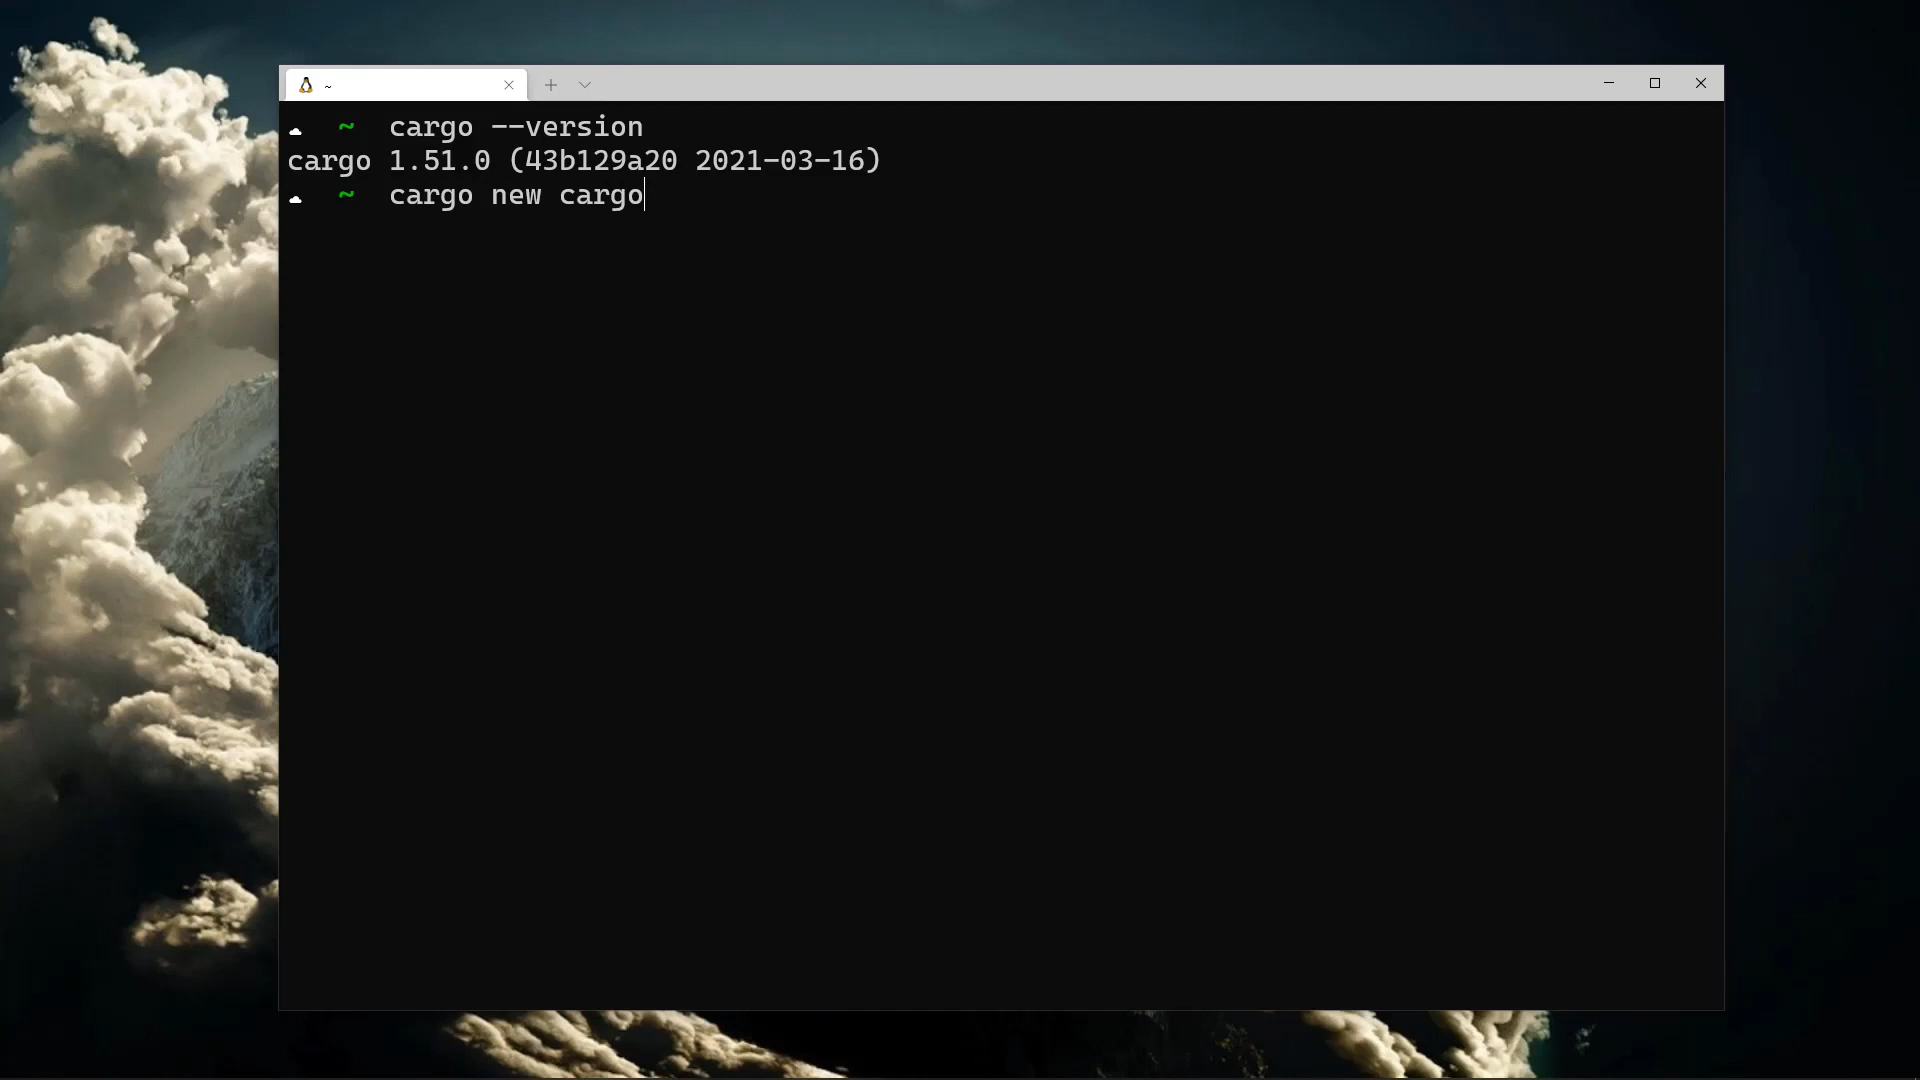 ~
~ cargo --version
cargo 1.51.0 (43b129a20 2021-03-16)
~ cargo new cargo